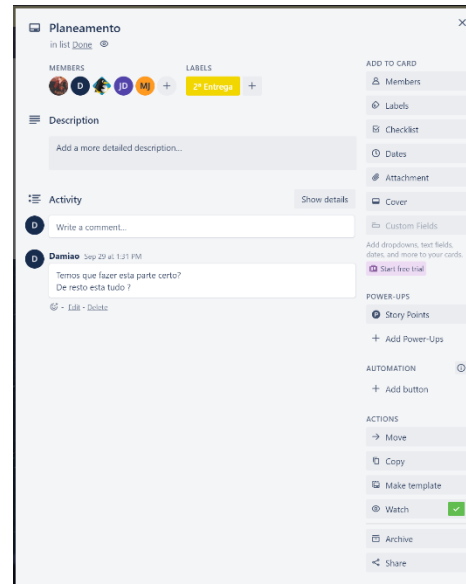 Planeamento
in list Done
MEMBERS
D
JD
MJ
+
LABELS
2ª Entrega
+
Description
Add a more detailed description...
Activity
Show details
D
Write a comment...
D
Damiao Sep 29 at 1:31 PM
Temos que fazer esta parte certo?
De resto esta tudo ?
- Edit - Delete
ADD TO CARD
Members
Labels
Checklist
Dates
Attachment
Cover
Custom Fields
Add dropdowns, text fields,
dates, and more to your cards.
Start free trial
POWER-UPS
Story Points
+ Add Power-Ups
AUTOMATION
+ Add button
ACTIONS
Move
Copy
Make template
Watch
Archive
Share